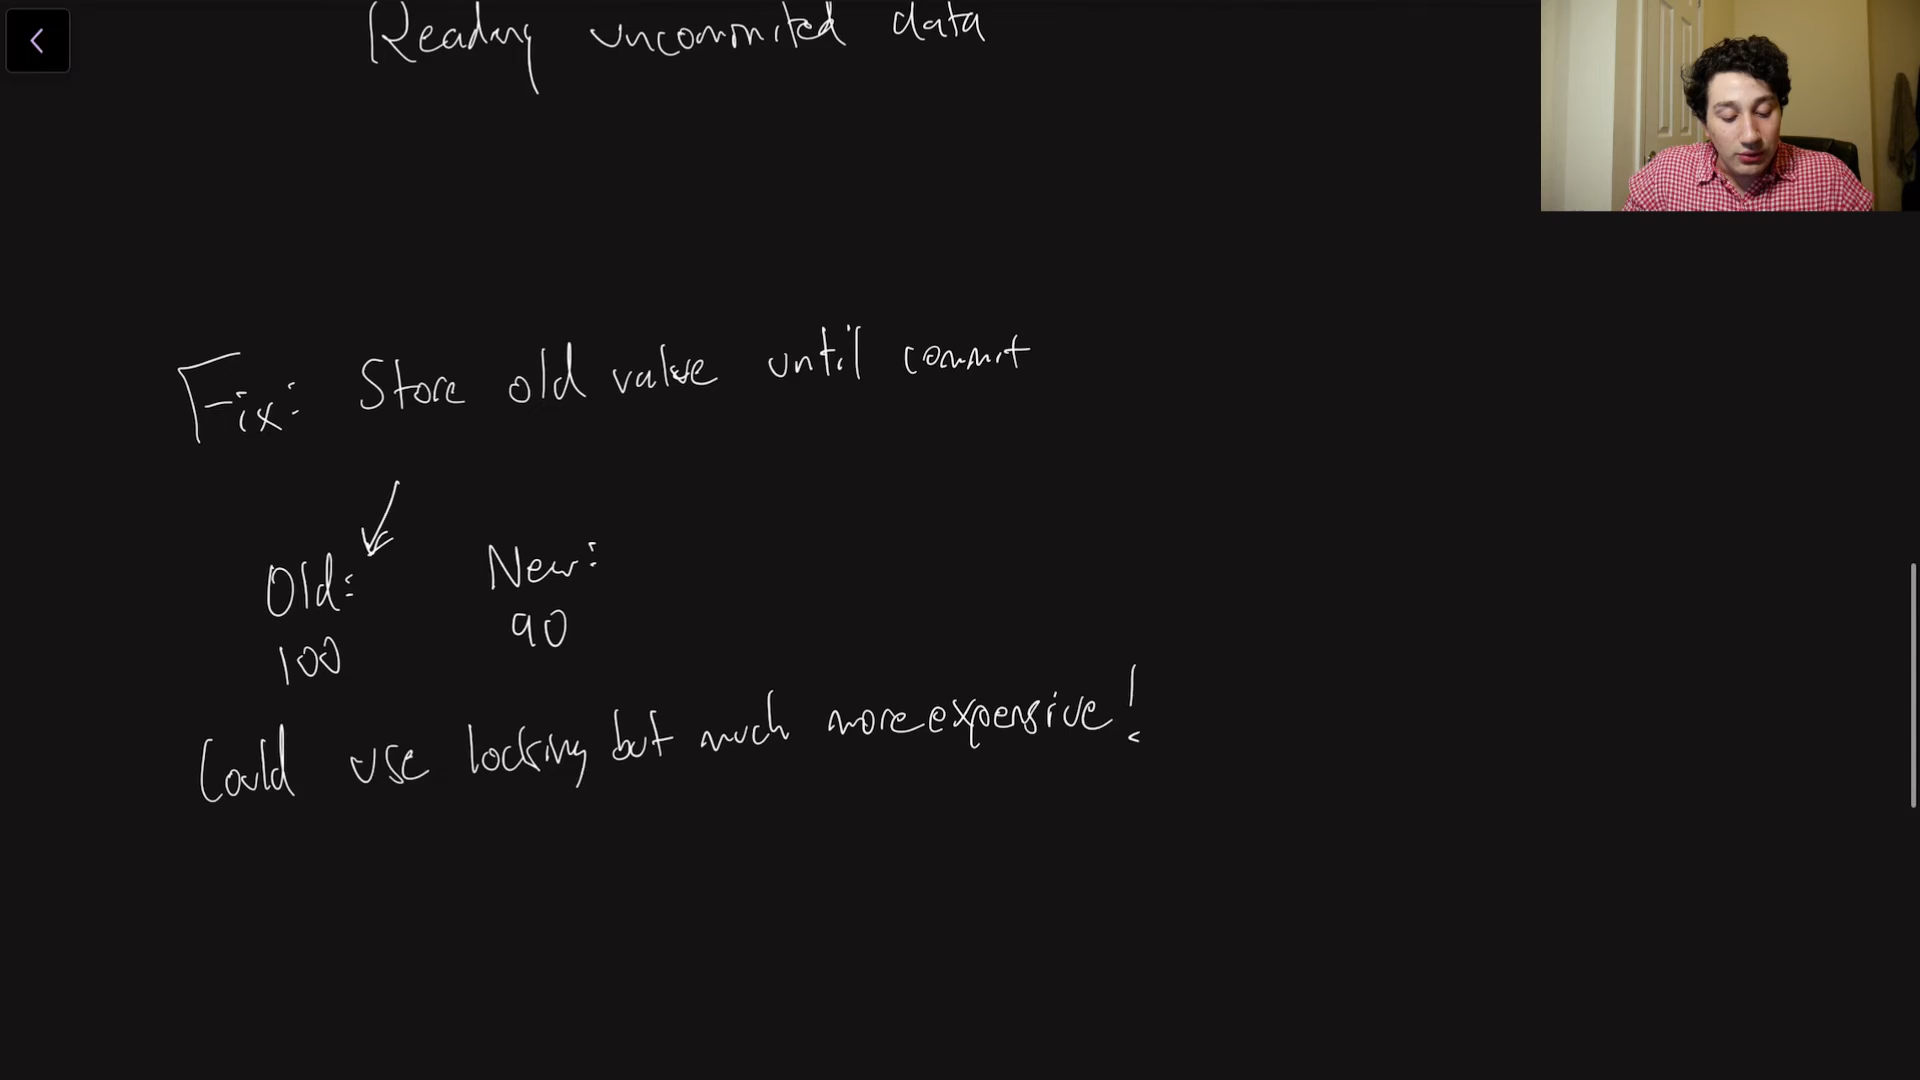 Reading uncommited data
Fix: Store old value until commit
Old: New:
100 90
Could use locking but much more expensive!